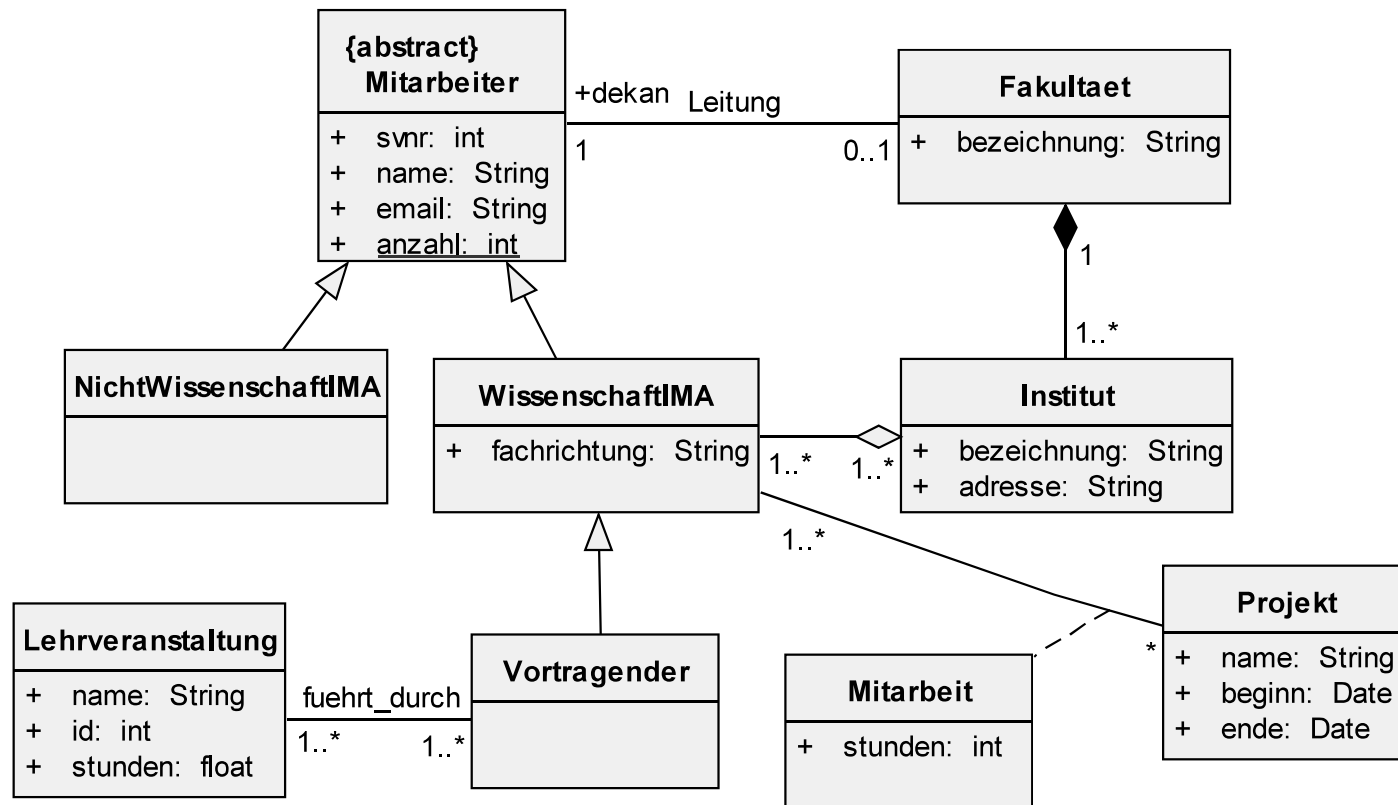 {abstract}
Mitarbeiter
+ svnr: int
+ name: String
+ email: String
+ anzahl: int
+dekan
Leitung
1
0..1
Fakultaet
+ bezeichnung: String
1
1..*
NichtWissenschaftlMA
WissenschaftlMA
+ fachrichtung: String
1..*
1..*
Institut
+ bezeichnung: String
+ adresse: String
1..*
*
Lehrveranstaltung
+ name: String
+ id: int
+ stunden: float
fuehrt_durch
1..*
1..*
Vortragender
Mitarbeit
+ stunden: int
Projekt
+ name: String
+ beginn: Date
+ ende: Date